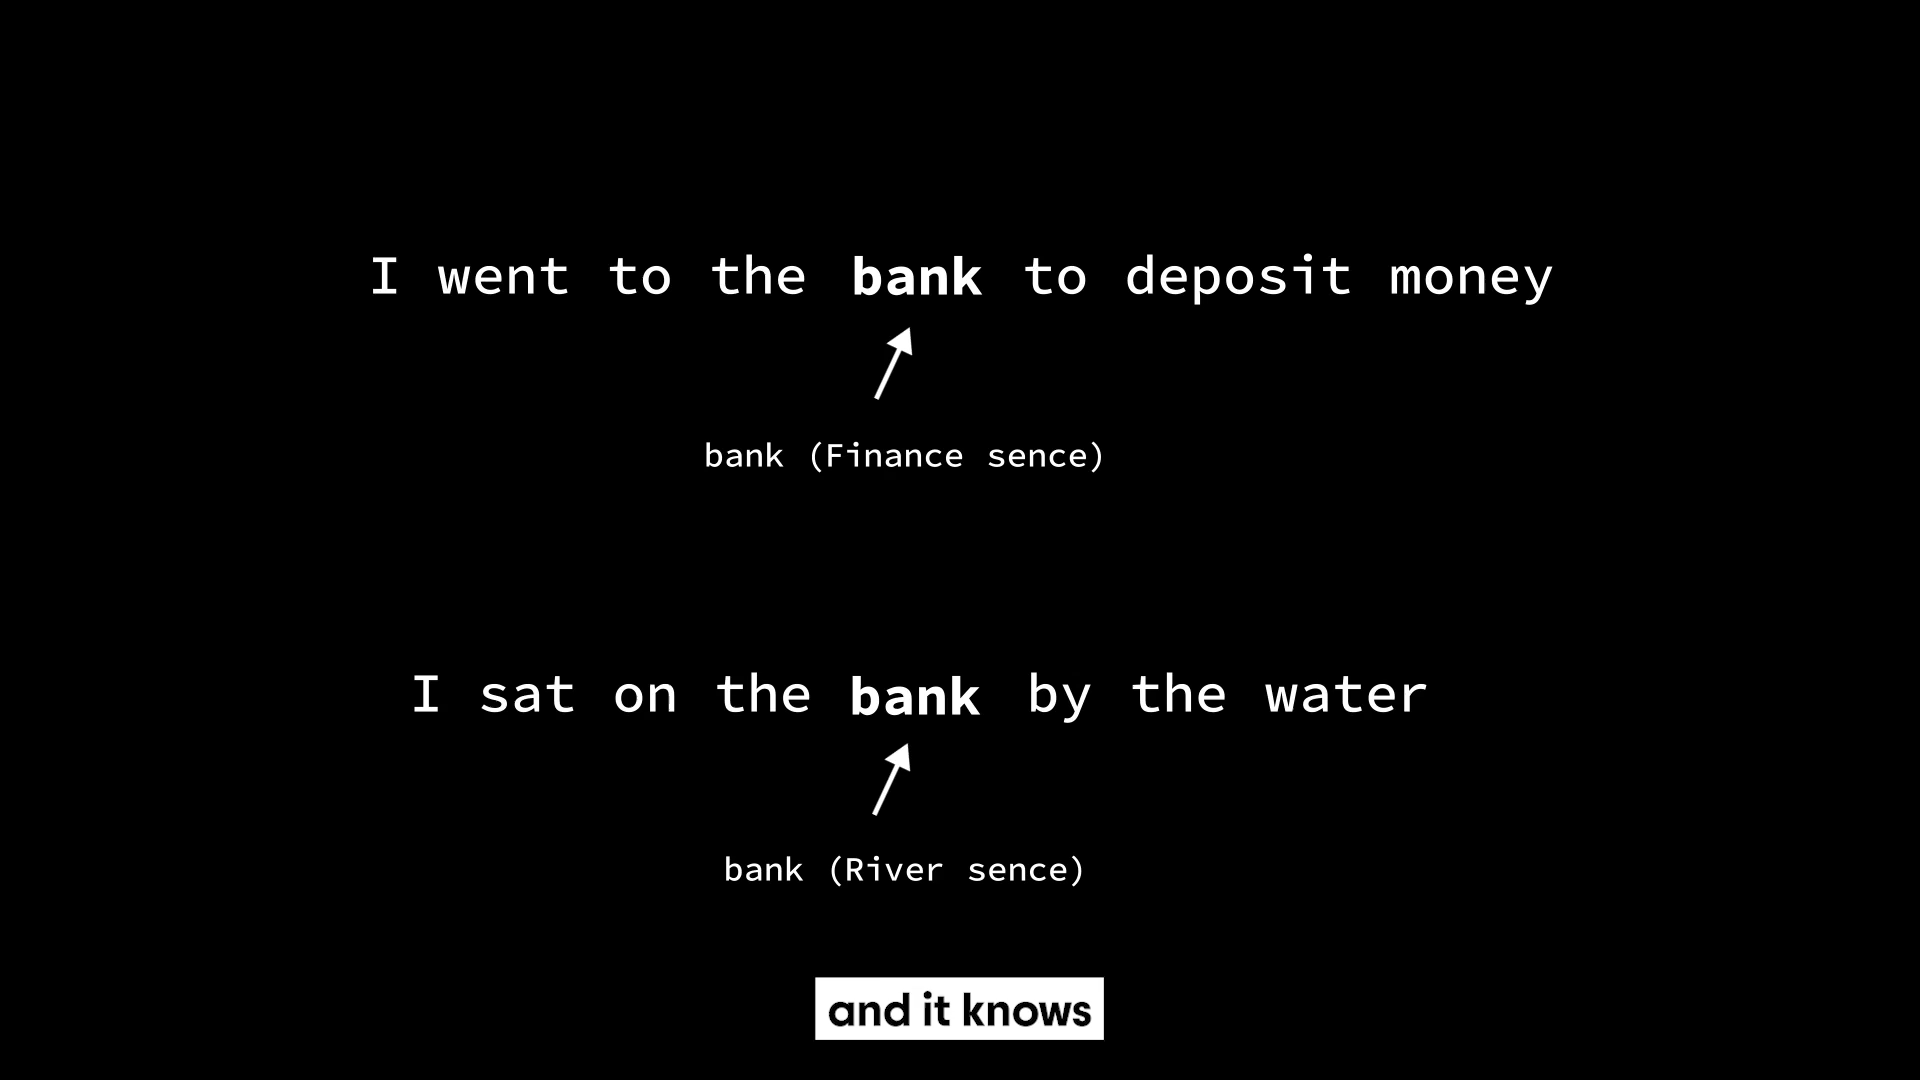 I went to the bank to deposit money
bank (Finance sence)
I sat on the bank by the water
bank (River sence)
and it knows